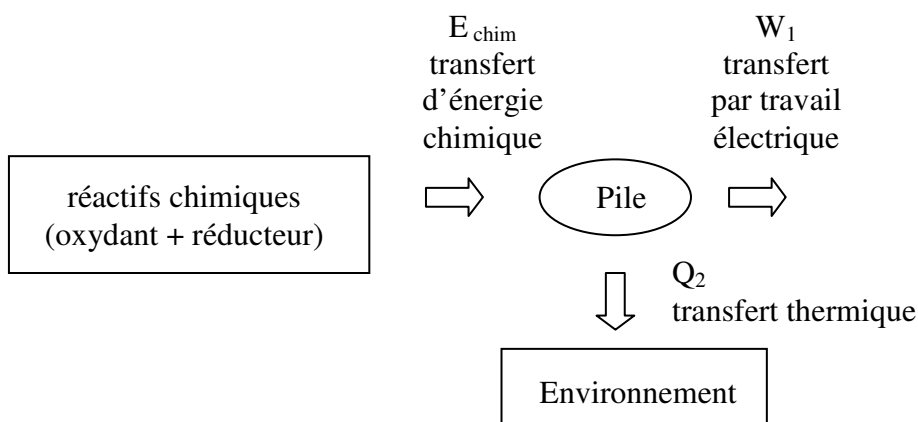 E chim
transfert
d’énergie
chimique
W1
transfert
par travail
électrique
réactifs chimiques
(oxydant + réducteur)
Pile
Q2
transfert thermique
Environnement